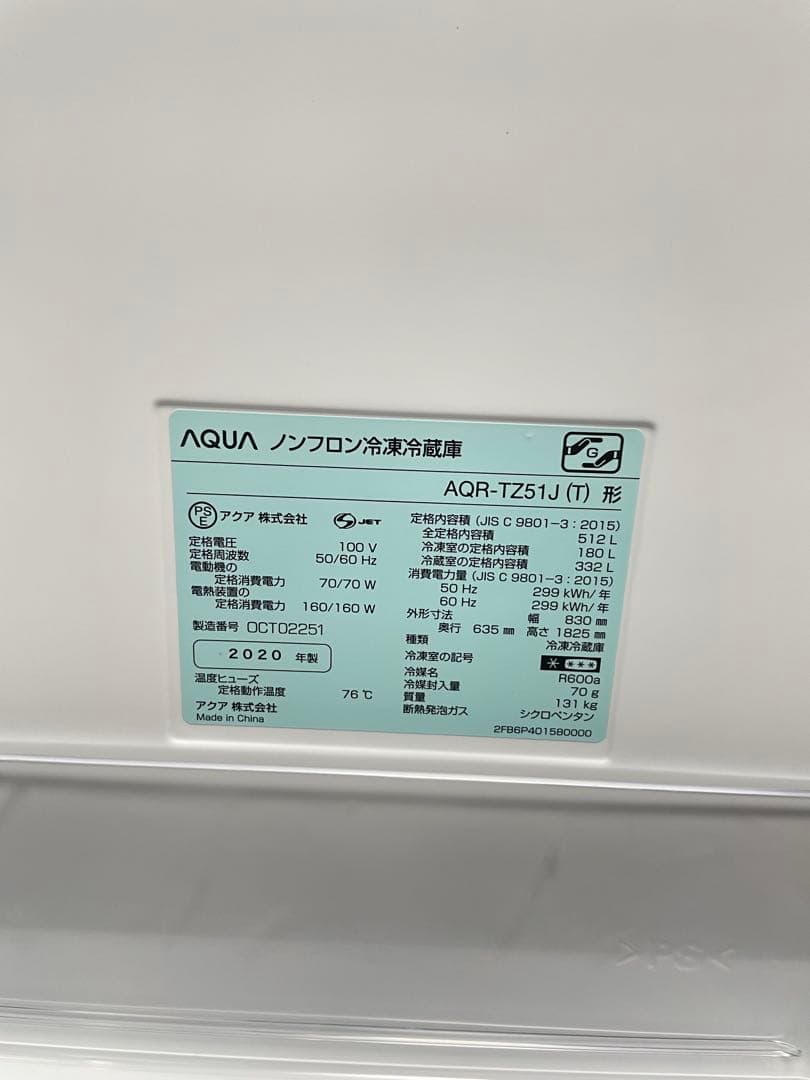 AQUA ノンフロン冷凍冷蔵庫
G
AQR-TZ51J (T) 形
PS E アクア 株式会社 S JET
定格電圧 100 V
定格周波数 50/60 Hz
電動機の
定格消費電力 70/70 W
電熱装置の
定格消費電力 160/160 W
製造番号 OCT02251
2020 年製
温度ヒューズ
定格動作温度 76 ℃
アクア 株式会社
Made in China
定格内容積 (JIS C 9801-3 : 2015)
全定格内容積 512 L
冷凍室の定格内容積 180 L
冷蔵室の定格内容積 332 L
消費電力量 (JIS C 9801-3 : 2015)
50 Hz 299 kWh/年
60 Hz 299 kWh/年
外形寸法 幅 830 ㎜
奥行 635 ㎜ 高さ 1825 ㎜
種類 冷凍冷蔵庫
冷凍室の記号 * ***
冷媒名 R600a
冷媒封入量 70 g
質量 131 kg
断熱発泡ガス シクロペンタン
2FB6P401580000
>PS<